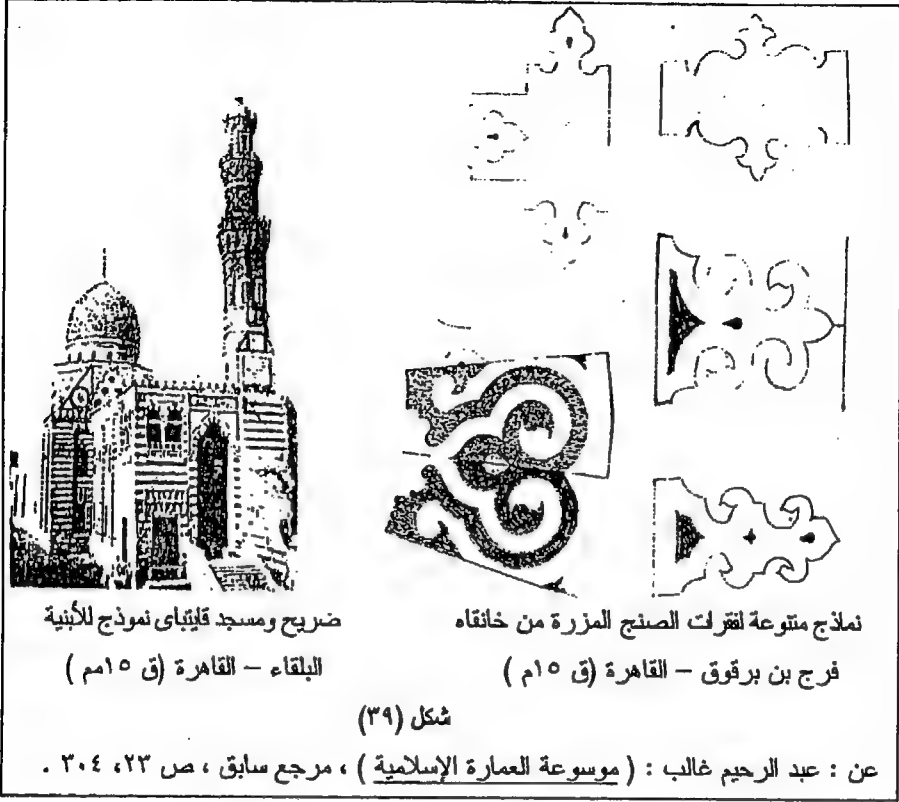 نماذج متنوعة لفقرات الصنج المزررة من خانقاه
فرج بن برقوق – القاهرة (ق ١٥م )
ضريح ومسجد قايتباى نموذج للأبنية
البلقاء – القاهرة (ق ١٥مم )
شكل (٣٩)
عن : عبد الرحيم غالب : ( موسوعة العمارة الإسلامية ) ، مرجع سابق ، ص ٢٣، ٣٠٤ .